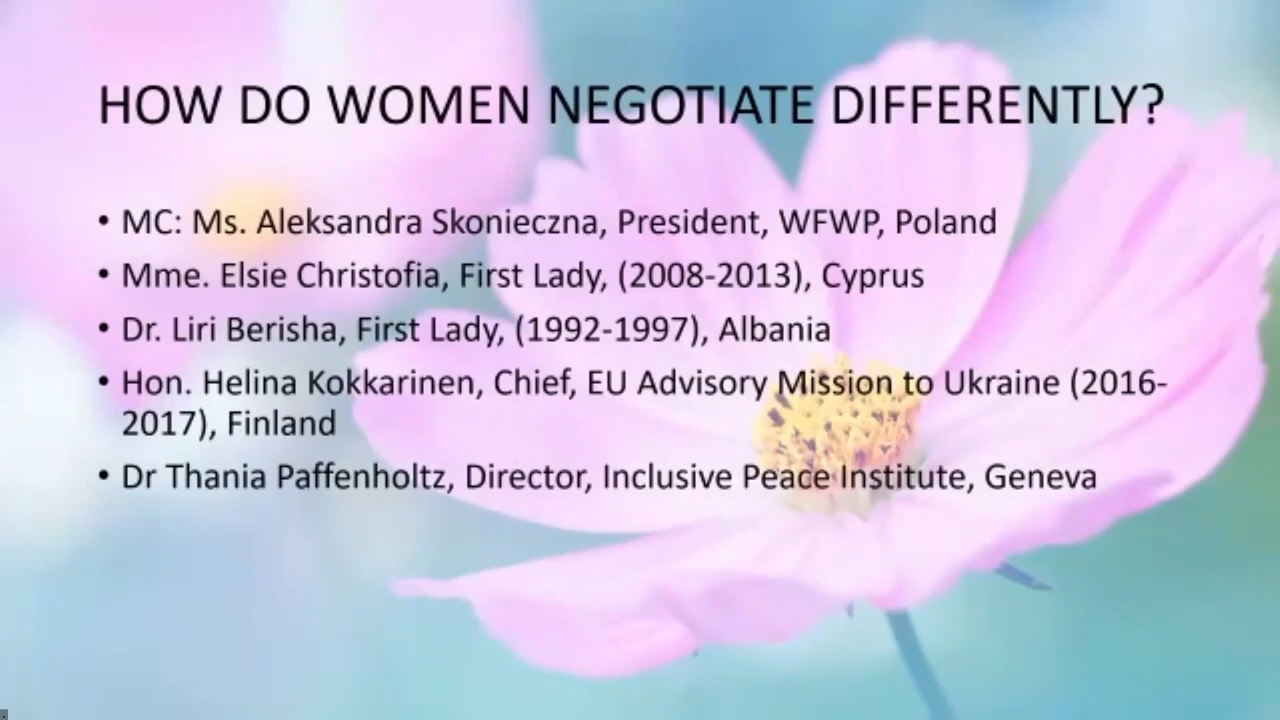 HOW DO WOMEN NEGOTIATE DIFFERENTLY?
• MC: Ms. Aleksandra Skonieczna, President, WFWP, Poland
• Mme. Elsie Christofia, First Lady, (2008-2013), Cyprus
• Dr. Liri Berisha, First Lady, (1992-1997), Albania
• Hon. Helina Kokkarinen, Chief, EU Advisory Mission to Ukraine (2016-
2017), Finland
• Dr Thania Paffenholtz, Director, Inclusive Peace Institute, Geneva